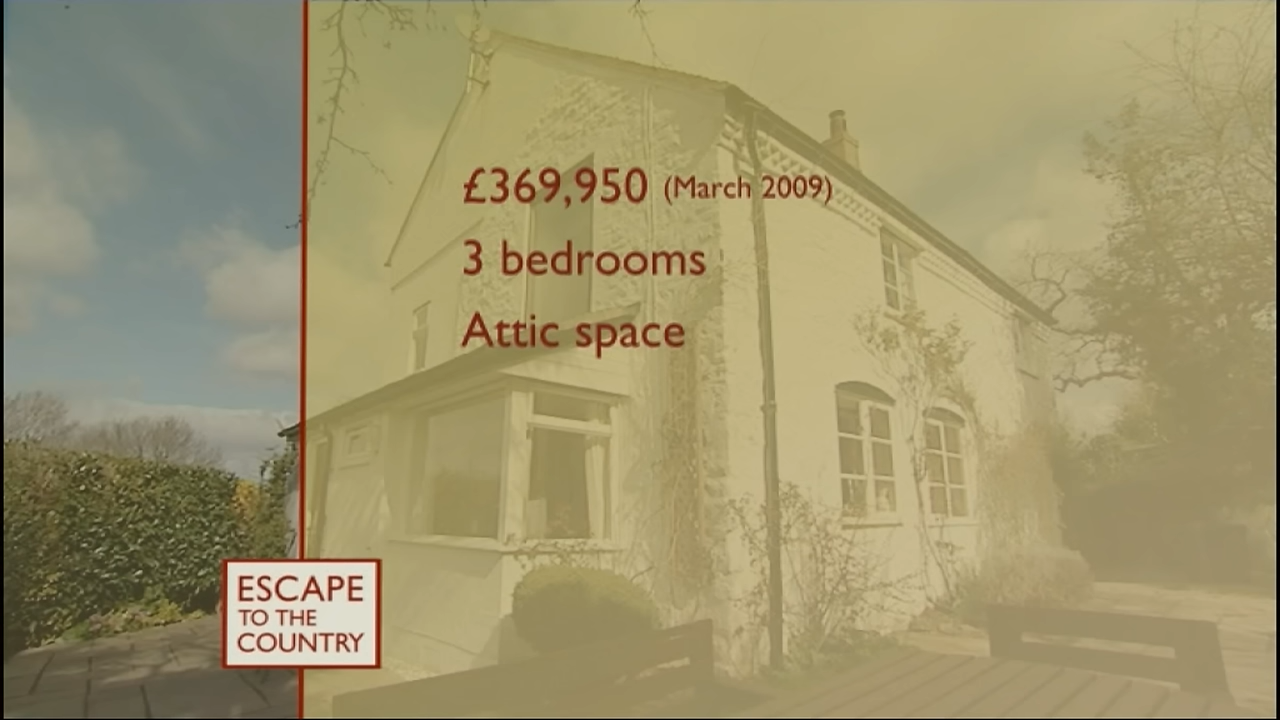 £369,950 (March 2009)
3 bedrooms
Attic space
ESCAPE
TO THE
COUNTRY